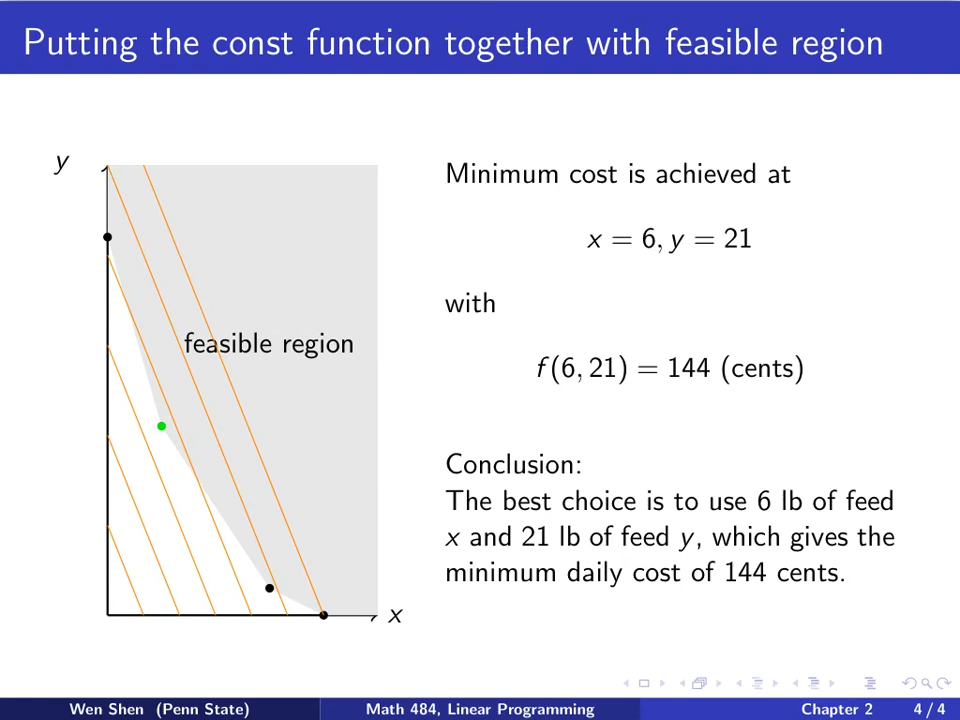 Putting the const function together with feasible region
y
Minimum cost is achieved at
x = 6, y = 21
with
feasible region
f(6, 21) = 144 (cents)
Conclusion:
The best choice is to use 6 lb of feed
x and 21 lb of feed y, which gives the
minimum daily cost of 144 cents.
x
Wen Shen (Penn State)
Math 484, Linear Programming
Chapter 2
4 / 4